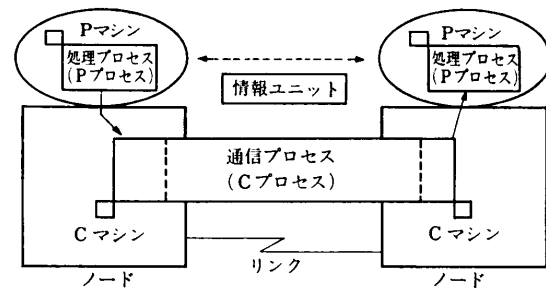 Pマシン
処理プロセス
(Pプロセス)
情報ユニット
Pマシン
処理プロセス
(Pプロセス)
通信プロセス
(Cプロセス)
Cマシン
Cマシン
リンク
ノード
ノード